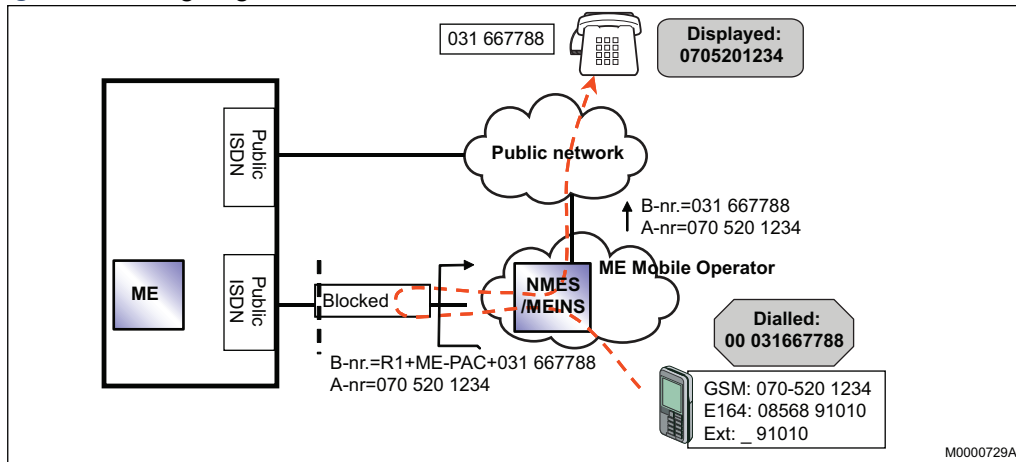 031 667788
Displayed:
0705201234
Public
ISDN
Public network
B-nr.=031 667788
A-nr=070 520 1234
ME Mobile Operator
ME
Public
ISDN
Blocked
NMES
/MEINS
Dialled:
00 031667788
B-nr.=R1+ME-PAC+031 667788
A-nr=070 520 1234
GSM: 070-520 1234
E164: 08568 91010
Ext: _ 91010
M0000729A